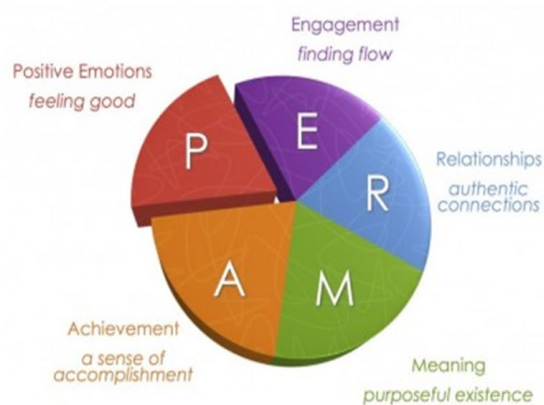 Engagement
finding flow
Positive Emotions
feeling good
P
E
Relationships
authentic
connections
R
A
M
Achievement
a sense of
accomplishment
Meaning
purposeful existence